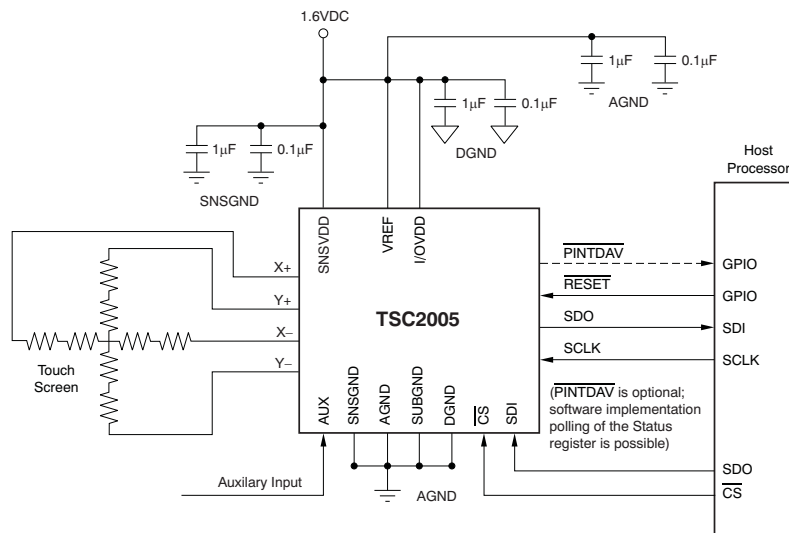 1.6VDC
1μF
0.1μF
AGND
1μF
0.1μF
DGND
1μF
0.1μF
SNSGND
Host
Processor
SNSVDD
VREF
I/OVDD
X+
Y+
X−
Y−
Touch
Screen
TSC2005
PINTDAV
GPIO
RESET
GPIO
SDO
SDI
SCLK
SCLK
(PINTDAV is optional;
software implementation
polling of the Status
register is possible)
AUX
SNSGND
AGND
SUBGND
DGND
CS
SDI
Auxilary Input
AGND
SDO
CS